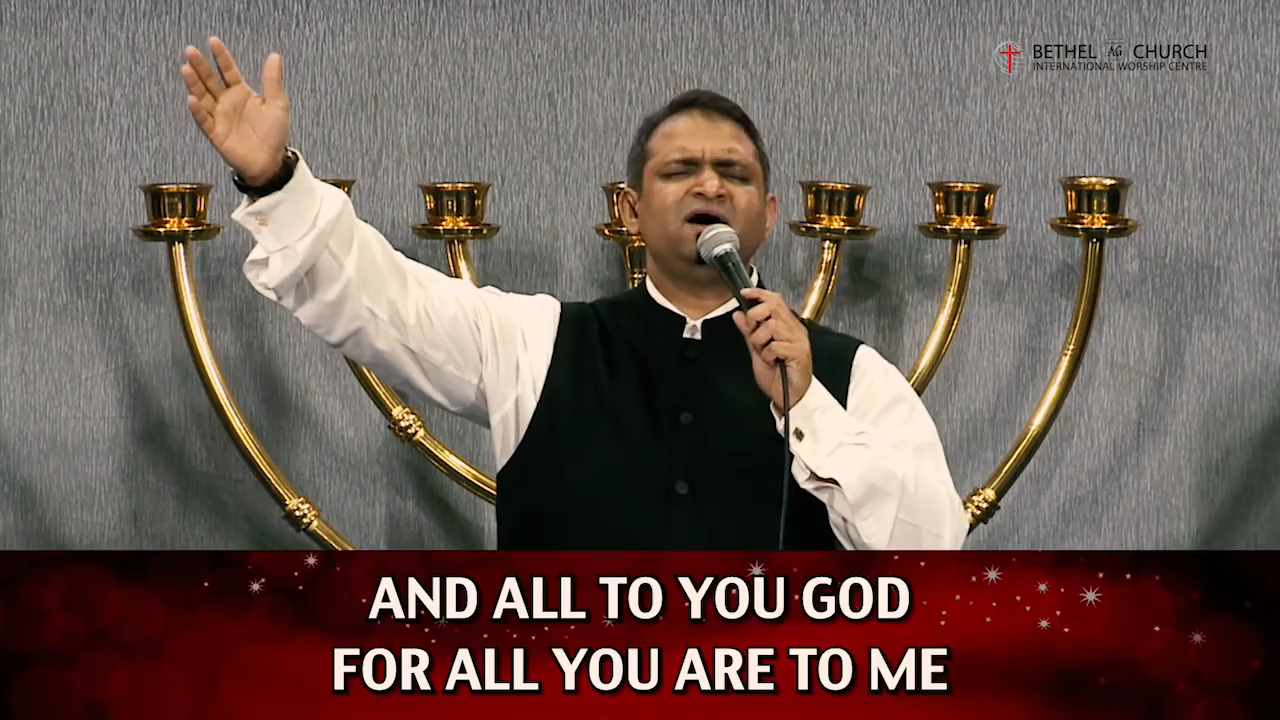 BETHEL AG CHURCH
INTERNATIONAL WORSHIP CENTRE
AND ALL TO YOU GOD
FOR ALL YOU ARE TO ME